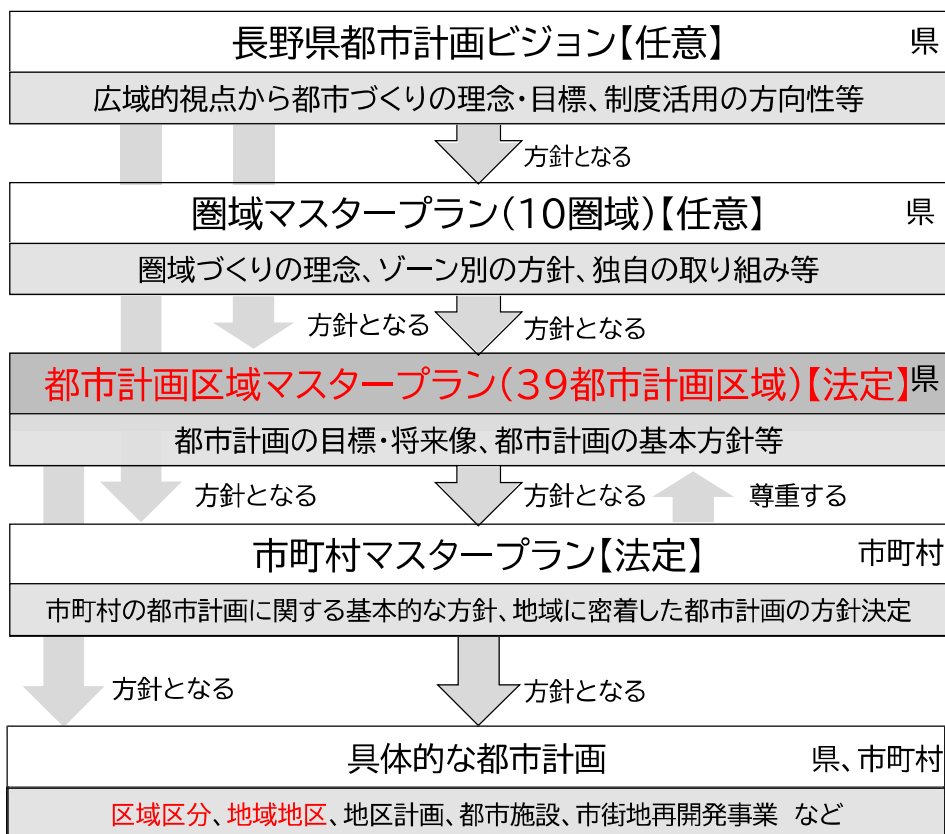 長野県都市計画ビジョン【任意】 県
広域的視点から都市づくりの理念・目標、制度活用の方向性等
方針となる
圏域マスタープラン（10圏域）【任意】 県
圏域づくりの理念、ゾーン別の方針、独自の取り組み等
方針となる 方針となる
都市計画区域マスタープラン（39都市計画区域）【法定】 県
都市計画の目標・将来像、都市計画の基本方針等
方針となる 方針となる 尊重する
市町村マスタープラン【法定】 市町村
市町村の都市計画に関する基本的な方針、地域に密着した都市計画の方針決定
方針となる 方針となる
具体的な都市計画 県、市町村
区域区分、地域地区、地区計画、都市施設、市街地再開発事業 など